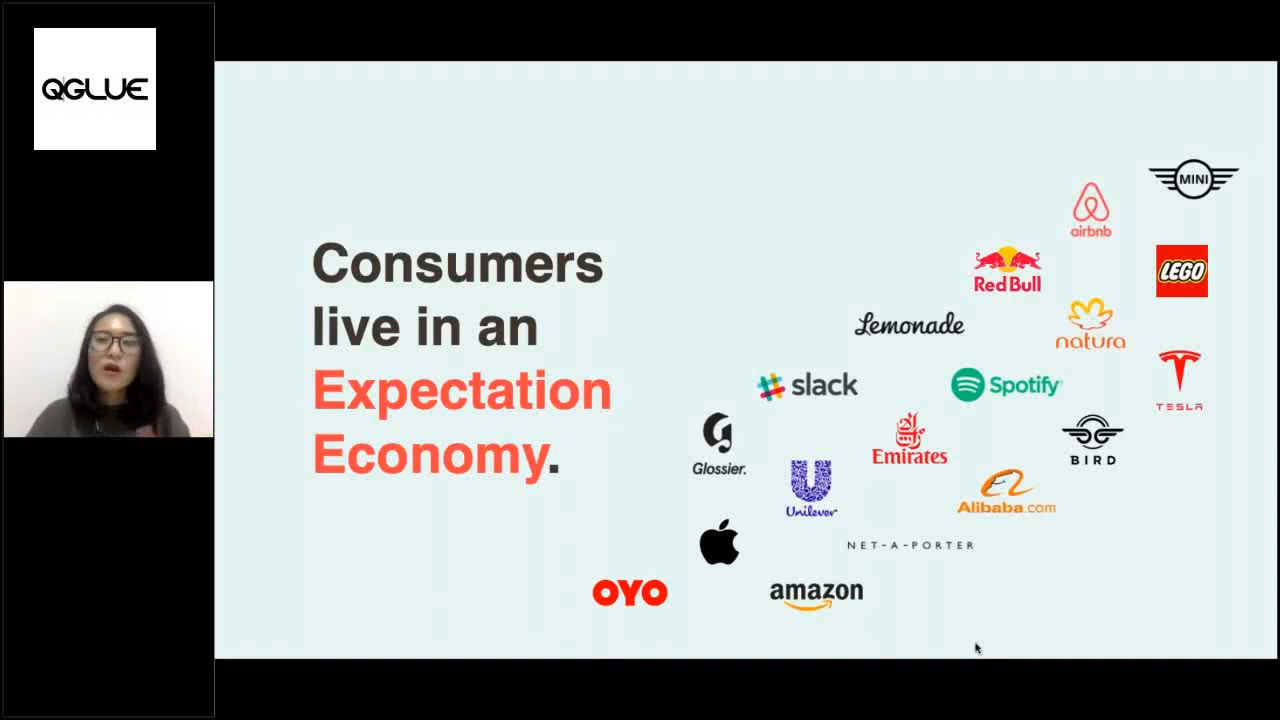 QGLUE
Consumers
live in an
Expectation
Economy.
MINI
airbnb
Red Bull
LEGO
Lemonade
natura
slack
Spotify
TESLA
Glossier.
Emirates
BIRD
Unilever
Alibaba.com
NET-A-PORTER
OYO
amazon